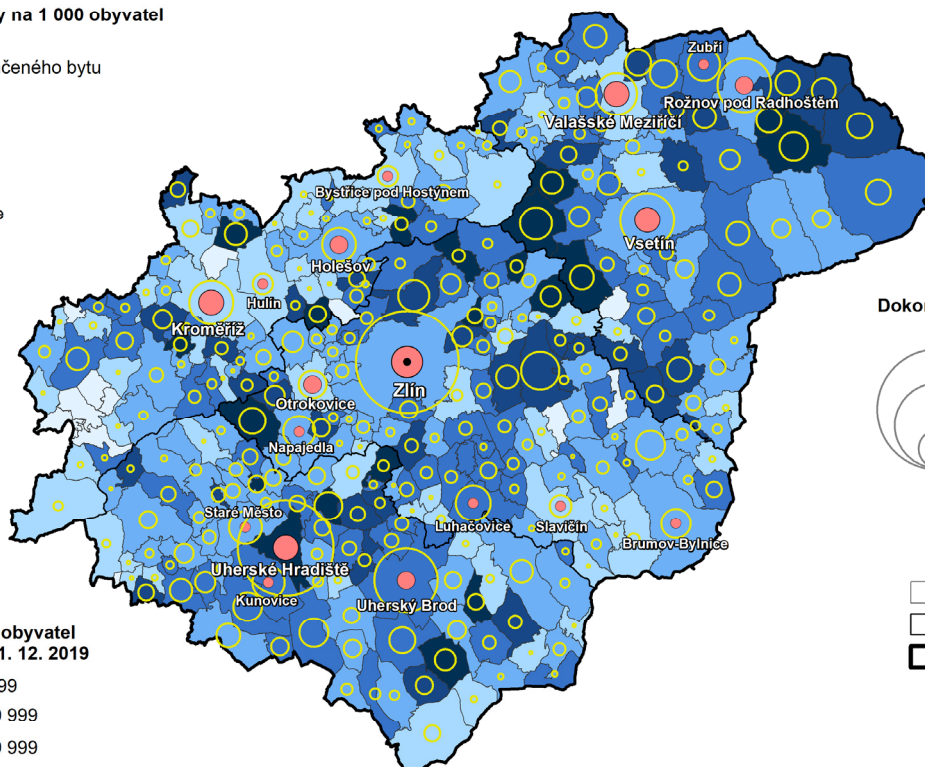 y na 1 000 obyvatel
čeného bytu
Zubří
Rožnov pod Radhoštěm
Valašské Meziříčí
Bystřice pod Hostýnem
Vsetín
Holešov
Hulín
Dokon
Kroměříž
Zlín
Otrokovice
Napajedla
Staré Město
Luhačovice
Slavičín
Brumov-Bylnice
Uherské Hradiště
Kunovice
Uherský Brod
obyvatel
1. 12. 2019
99
999
999